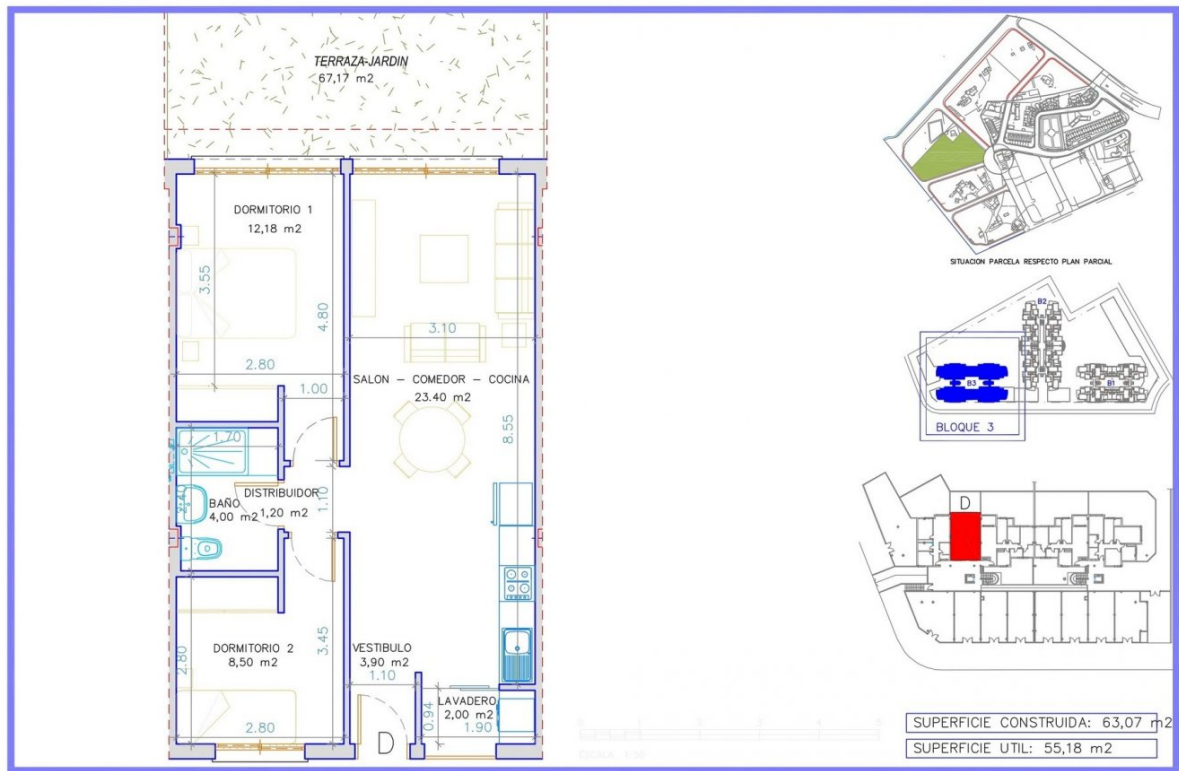 TERRAZA-JARDIN
67,17 m2
DORMITORIO 1
12,18 m2
3.55
4.80
2.80
1.00
3.10
SALON - COMEDOR - COCINA
23.40 m2
8.55
1.70
2.40
BAÑO
4,00 m2
DISTRIBUIDOR
1,20 m2
1.10
DORMITORIO 2
8,50 m2
2.80
3.45
2.80
VESTIBULO
3,90 m2
1.10
LAVADERO
2,00 m2
0.94
1.90
D
SITUACION PARCELA RESPECTO PLAN PARCIAL
B2
B3
B1
BLOQUE 3
D
SUPERFICIE CONSTRUIDA: 63,07 m2
SUPERFICIE UTIL: 55,18 m2